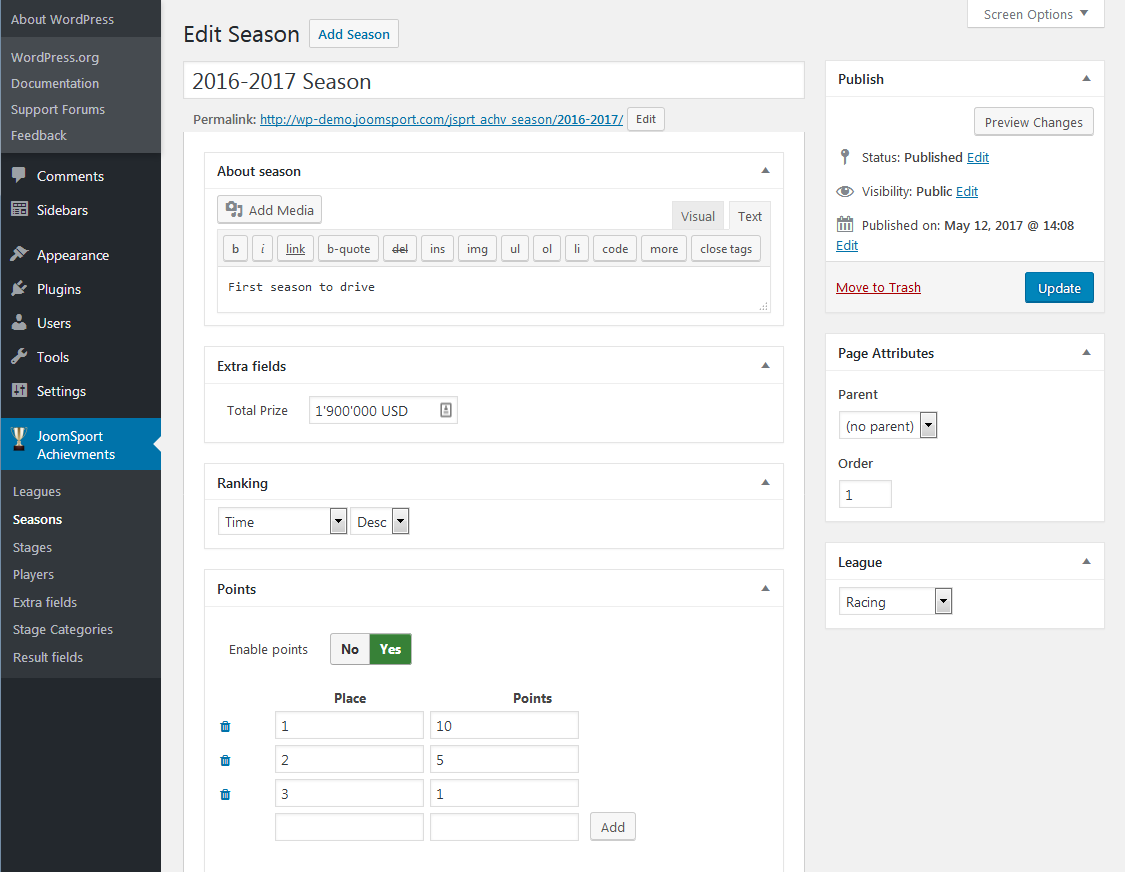 About WordPress
WordPress.org
Documentation
Support Forums
Feedback
Comments
Sidebars
Appearance
Plugins
Users
Tools
Settings
JoomSport
Achievments
Leagues
Seasons
Stages
Players
Extra fields
Stage Categories
Result fields
Screen Options
Edit Season Add Season
2016-2017 Season
Permalink: http://wp-demo.joomsport.com/jsprt_achv_season/2016-2017/ Edit
About season
Add Media
Visual Text
b i link b-quote del ins img ul ol li code more close tags
First season to drive
Extra fields
Total Prize 1'900'000 USD
Ranking
Time Desc
Points
Enable points No Yes
Place Points
1 10
2 5
3 1
Add
Publish
Preview Changes
Status: Published Edit
Visibility: Public Edit
Published on: May 12, 2017 @ 14:08
Edit
Move to Trash Update
Page Attributes
Parent
(no parent)
Order
1
League
Racing